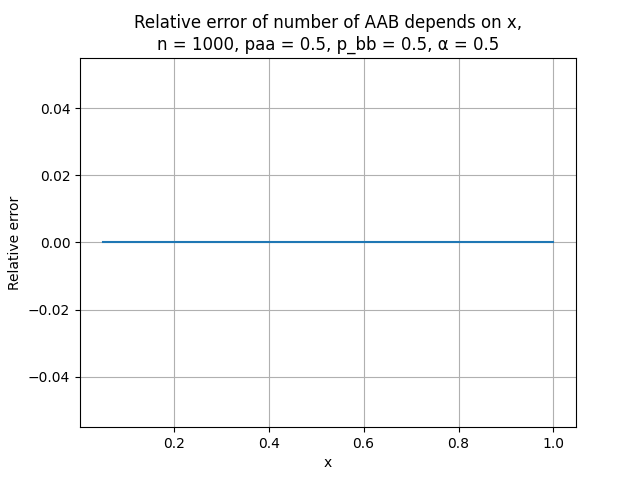 Relative error of number of AAB depends on x,
n = 1000, paa = 0.5, p_bb = 0.5, α = 0.5
0.04
0.02
0.00
−0.02
−0.04
Relative error
0.2
0.4
0.6
0.8
1.0
x